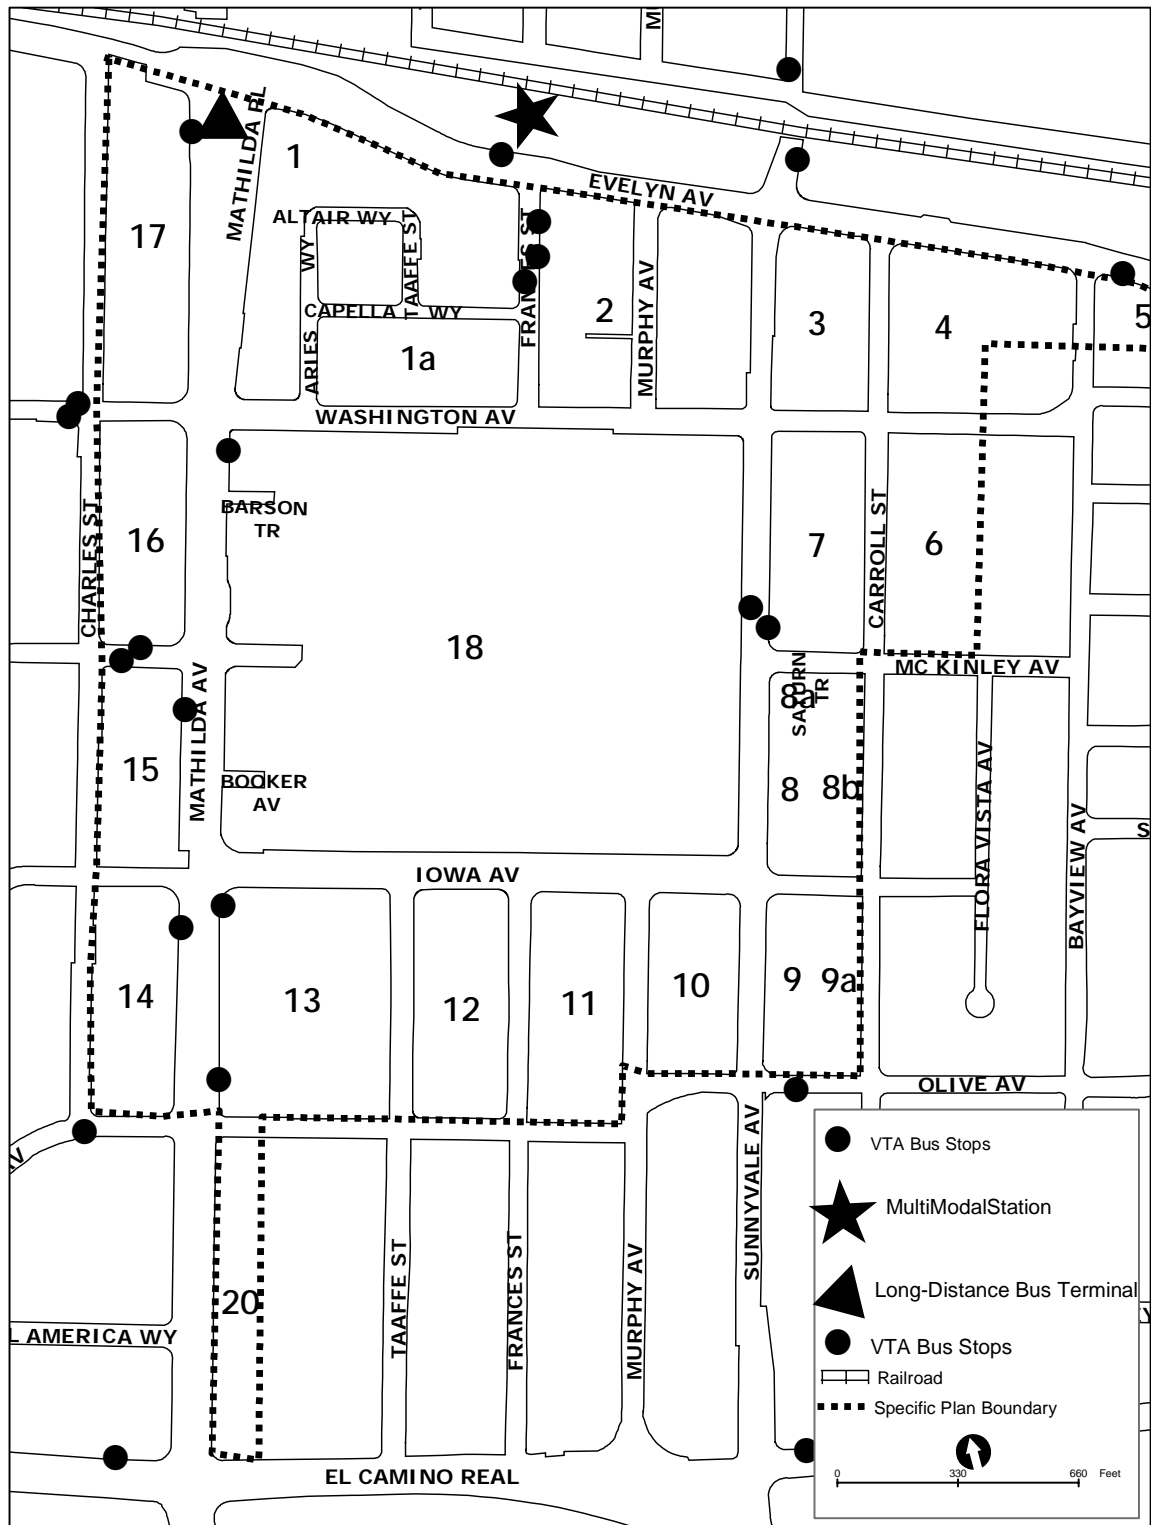 M
MATHILDA PL
1
EVELYN AV
17
ALTAIR WY
TAAFFE ST
FRANCES ST
WY
ARIES
CAPELLA WY
1a
2
MURPHY AV
3
4
5
WASHINGTON AV
BARSON
TR
CHARLES ST
16
7
CARROLL ST
6
18
MC KINLEY AV
SATURN
TR
8a
MATHILDA AV
15
BOOKER
AV
8
8b
FLORA VISTA AV
BAYVIEW AV
S
IOWA AV
14
13
12
11
10
9
9a
OLIVE AV
AV
SUNNYVALE AV
VTA Bus Stops
MultiModalStation
Long-Distance Bus Terminal
VTA Bus Stops
Railroad
Specific Plan Boundary
0 330 660 Feet
20
TAAFFE ST
FRANCES ST
MURPHY AV
L AMERICA WY
Y
EL CAMINO REAL